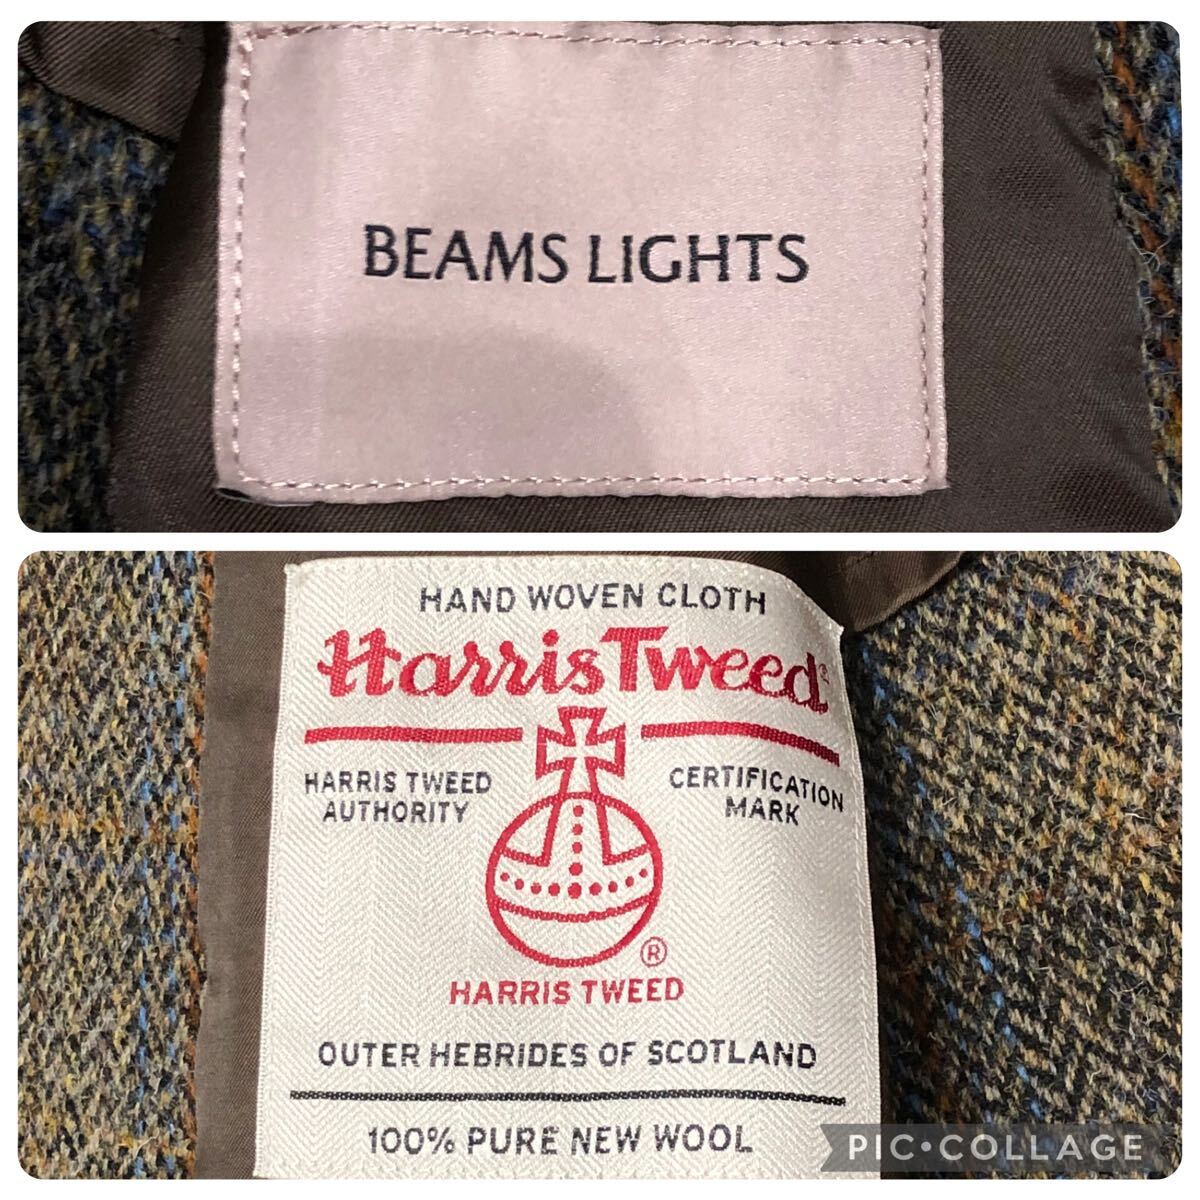 BEAMS LIGHTS
HAND WOVEN CLOTH
Harris Tweed
HARRIS TWEED
AUTHORITY
CERTIFICATION
MARK
®
HARRIS TWEED
OUTER HEBRIDES OF SCOTLAND
100% PURE NEW WOOL
PIC•COLLAGE